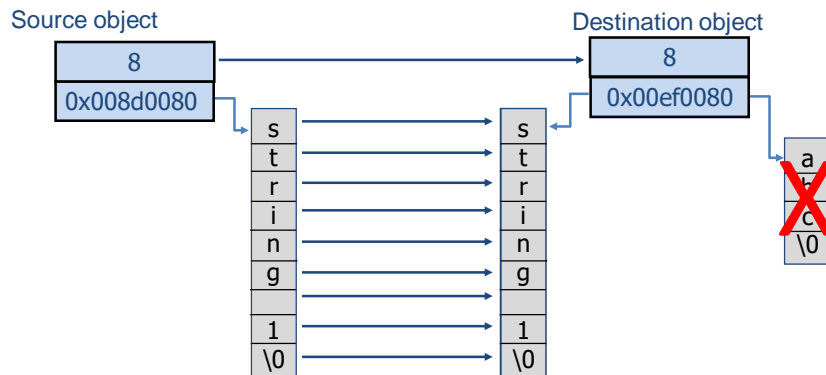 Source object
Destination object
8
8
0x008d0080
0x00ef0080
s
t
r
i
n
g
1
\0
s
t
r
i
n
g
1
\0
a
b
c
\0